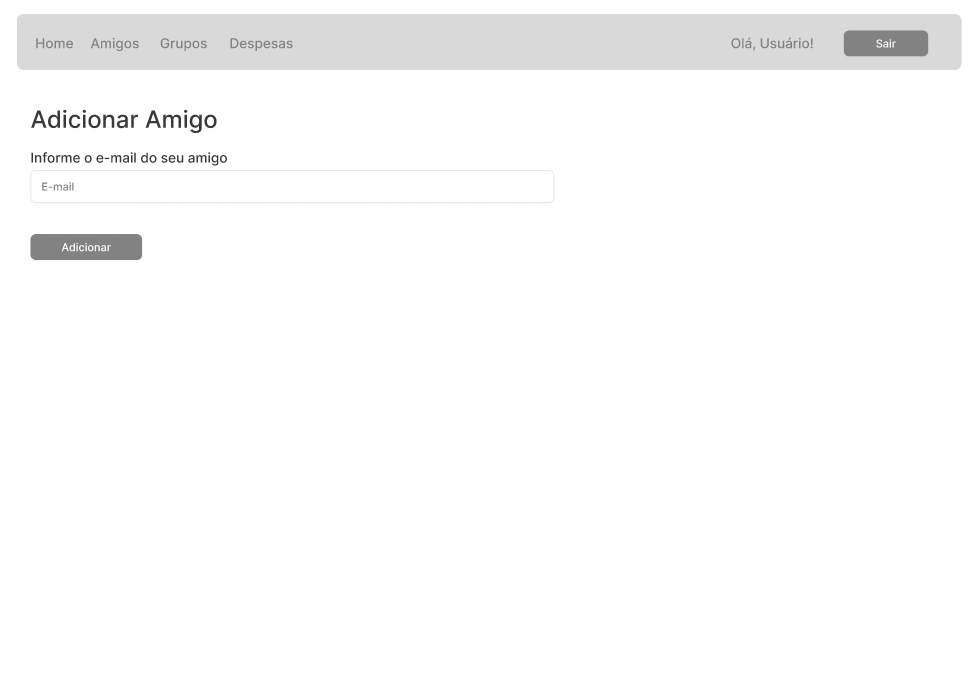 Home Amigos Grupos Despesas Olá, Usuário! Sair
Adicionar Amigo
Informe o e-mail do seu amigo
E-mail
Adicionar